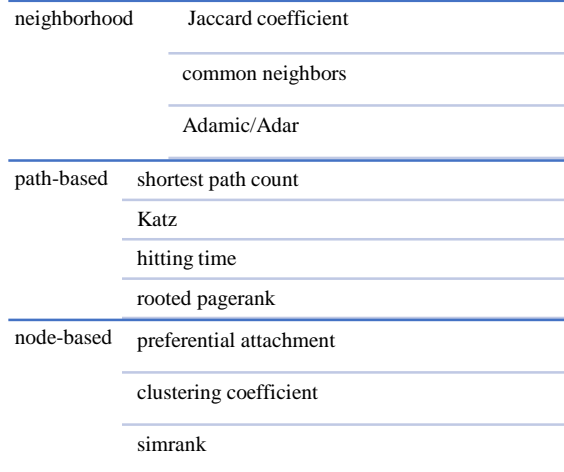 neighborhood Jaccard coefficient
common neighbors
Adamic/Adar
path-based shortest path count
Katz
hitting time
rooted pagerank
node-based preferential attachment
clustering coefficient
simrank